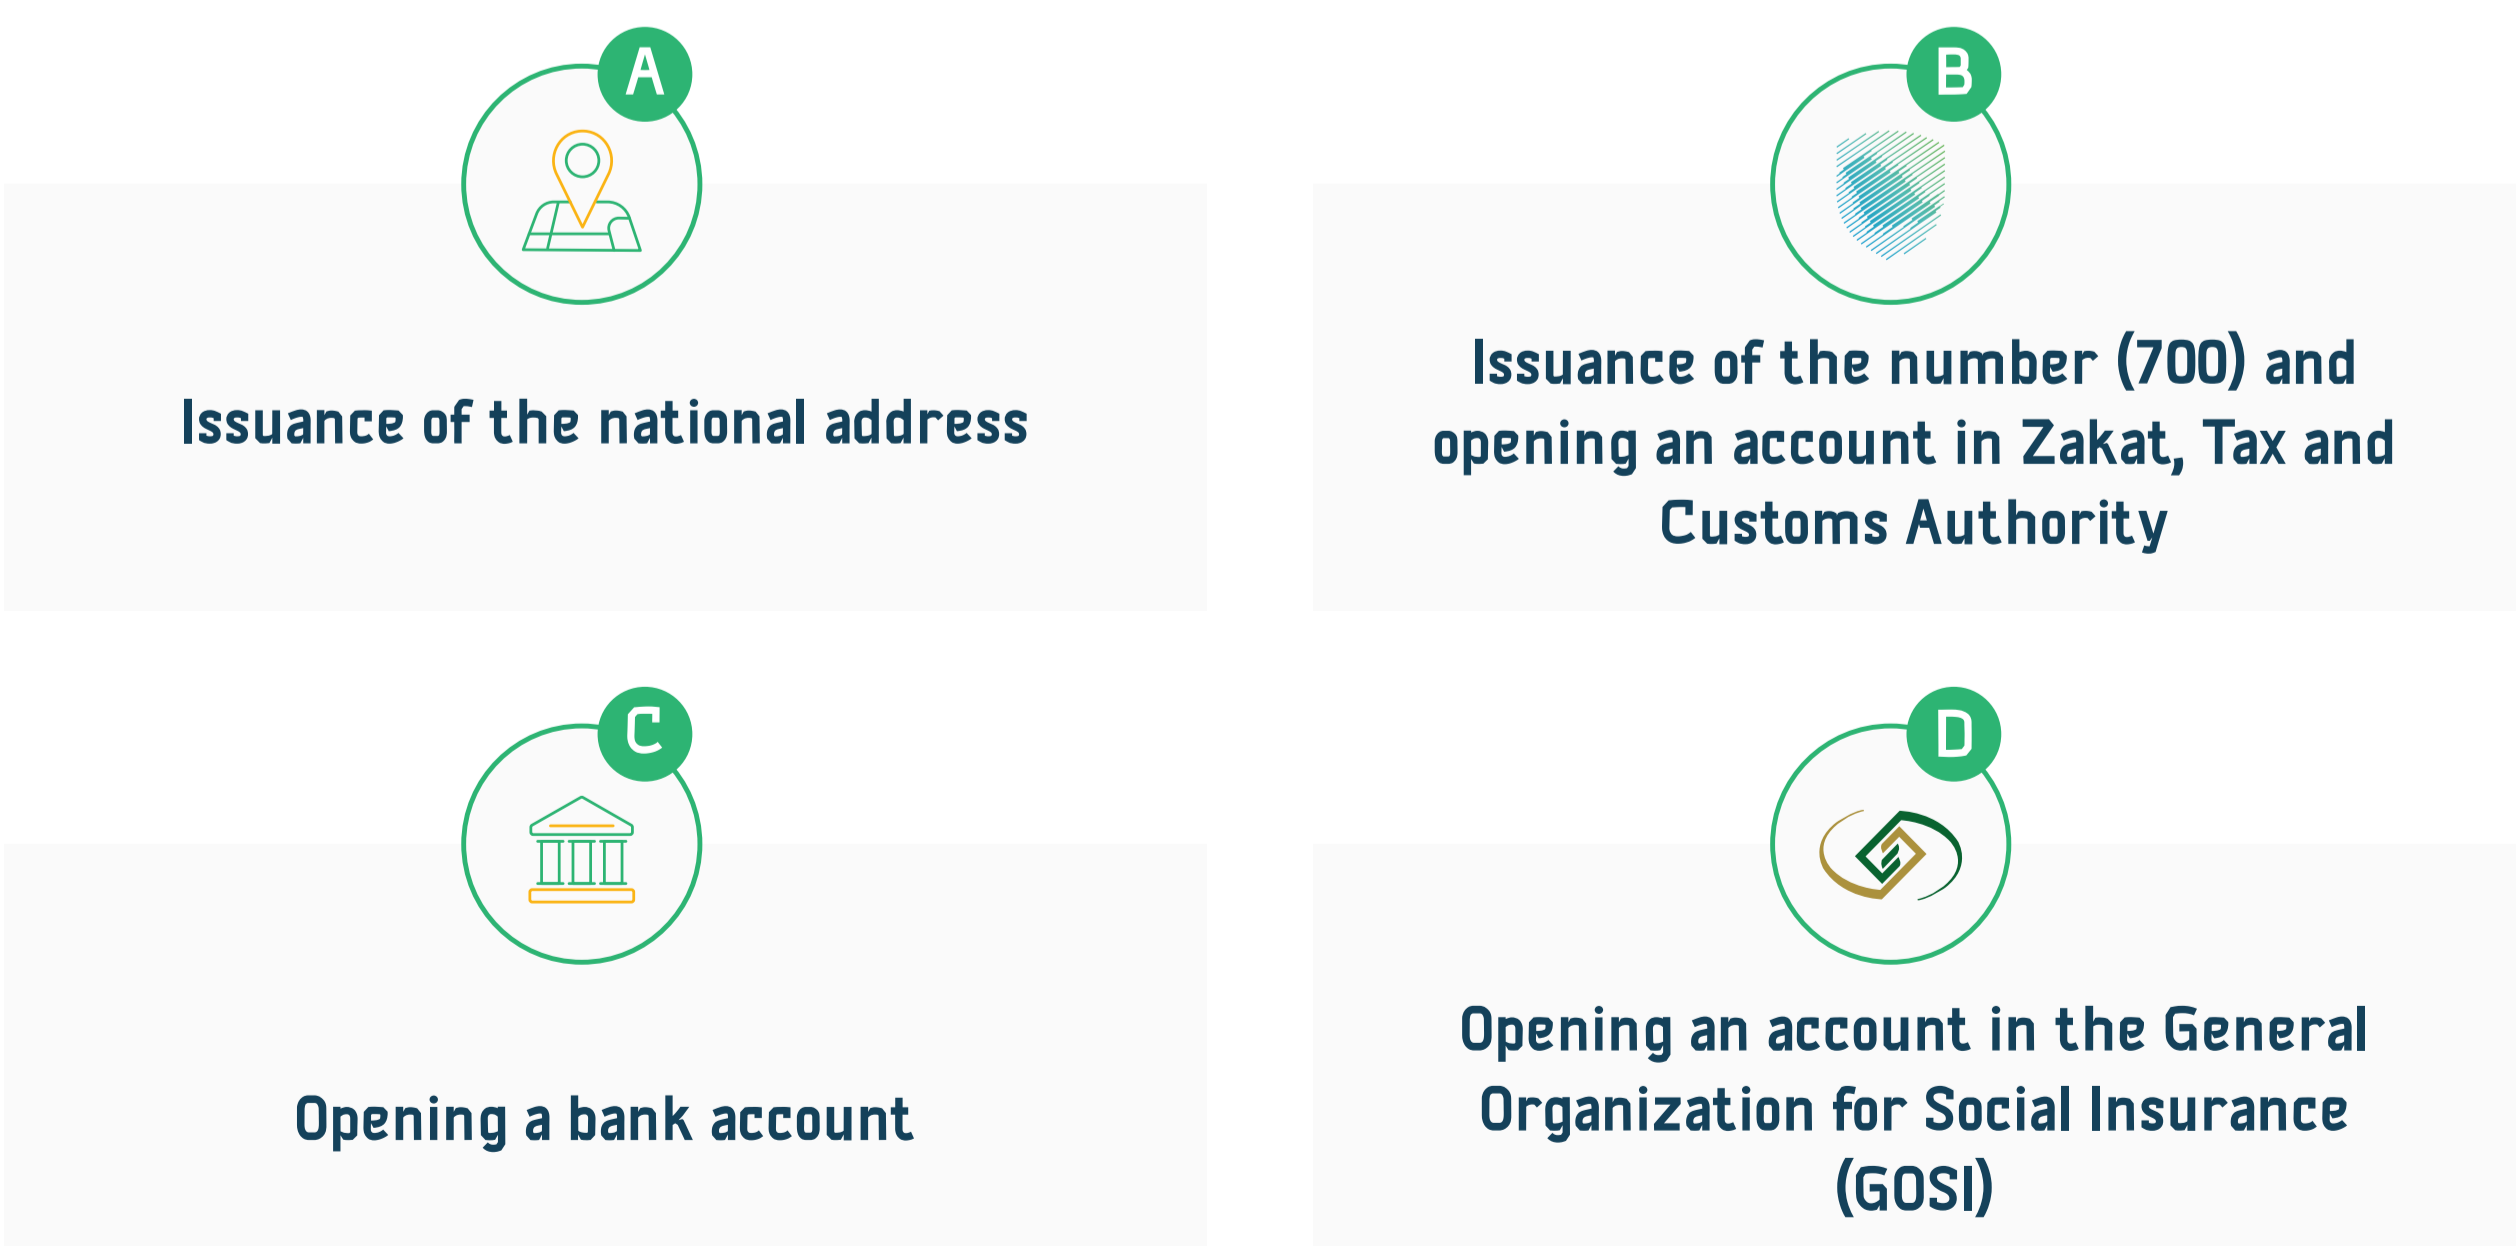 A
Issuance of the national address
B
Issuance of the number (700) and
opening an account in Zakat, Tax and
Customs Authority
C
Opening a bank account
D
Opening an account in the General
Organization for Social Insurance
(GOSI)